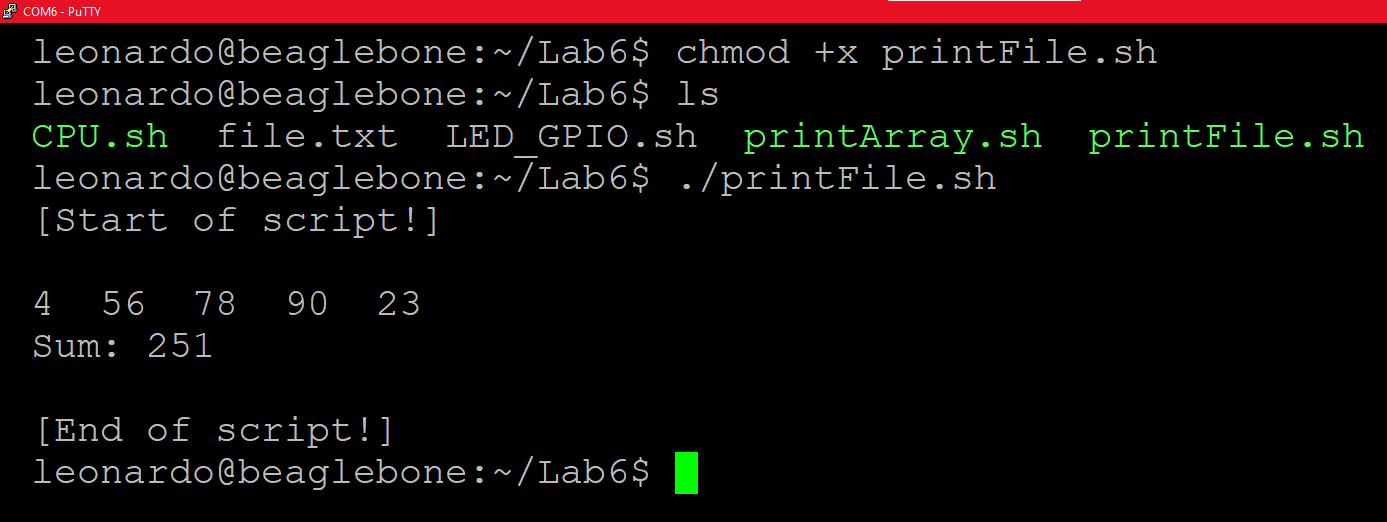 COM6 - PuTTY
leonardo@beaglebone:~/Lab6$ chmod +x printFile.sh
leonardo@beaglebone:~/Lab6$ ls
CPU.sh  file.txt  LED_GPIO.sh  printArray.sh  printFile.sh
leonardo@beaglebone:~/Lab6$ ./printFile.sh
[Start of script!]
4  56  78  90  23
Sum: 251
[End of script!]
leonardo@beaglebone:~/Lab6$